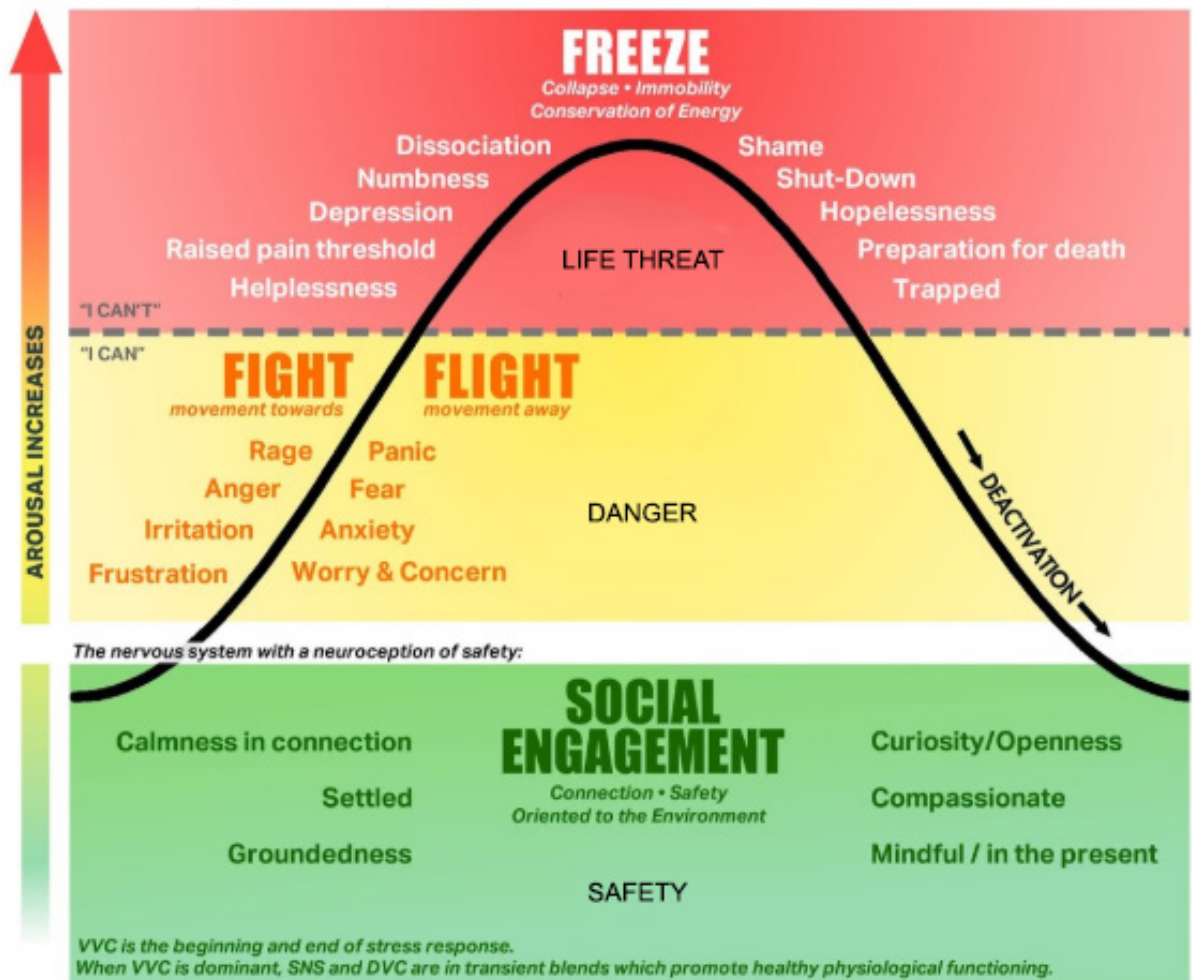 FREEZE
Collapse • Immobility
Conservation of Energy
Dissociation
Shame
Numbness
Shut-Down
Depression
Hopelessness
Raised pain threshold
Preparation for death
LIFE THREAT
Helplessness
Trapped
"I CAN'T"
"I CAN"
AROUSAL INCREASES
FIGHT
movement towards
FLIGHT
movement away
Rage
Panic
Anger
Fear
Irritation
Anxiety
Frustration
Worry & Concern
DANGER
DEACTIVATION
The nervous system with a neuroception of safety:
SOCIAL
ENGAGEMENT
Connection • Safety
Oriented to the Environment
Calmness in connection
Curiosity/Openness
Settled
Compassionate
Groundedness
Mindful / in the present
SAFETY
VVC is the beginning and end of stress response.
When VVC is dominant, SNS and DVC are in transient blends which promote healthy physiological functioning.